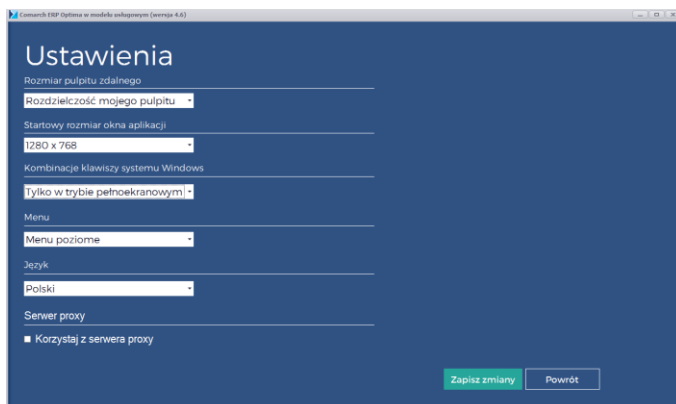 Comarch ERP Optima w modelu usługowym (wersja 4.6)
Ustawienia
Rozmiar pulpitu zdalnego
Rozdzielczość mojego pulpitu
Startowy rozmiar okna aplikacji
1280 x 768
Kombinacje klawiszy systemu Windows
Tylko w trybie pełnoekranowym
Menu
Menu poziome
Język
Polski
Serwer proxy
Korzystaj z serwera proxy
Zapisz zmiany
Powrót